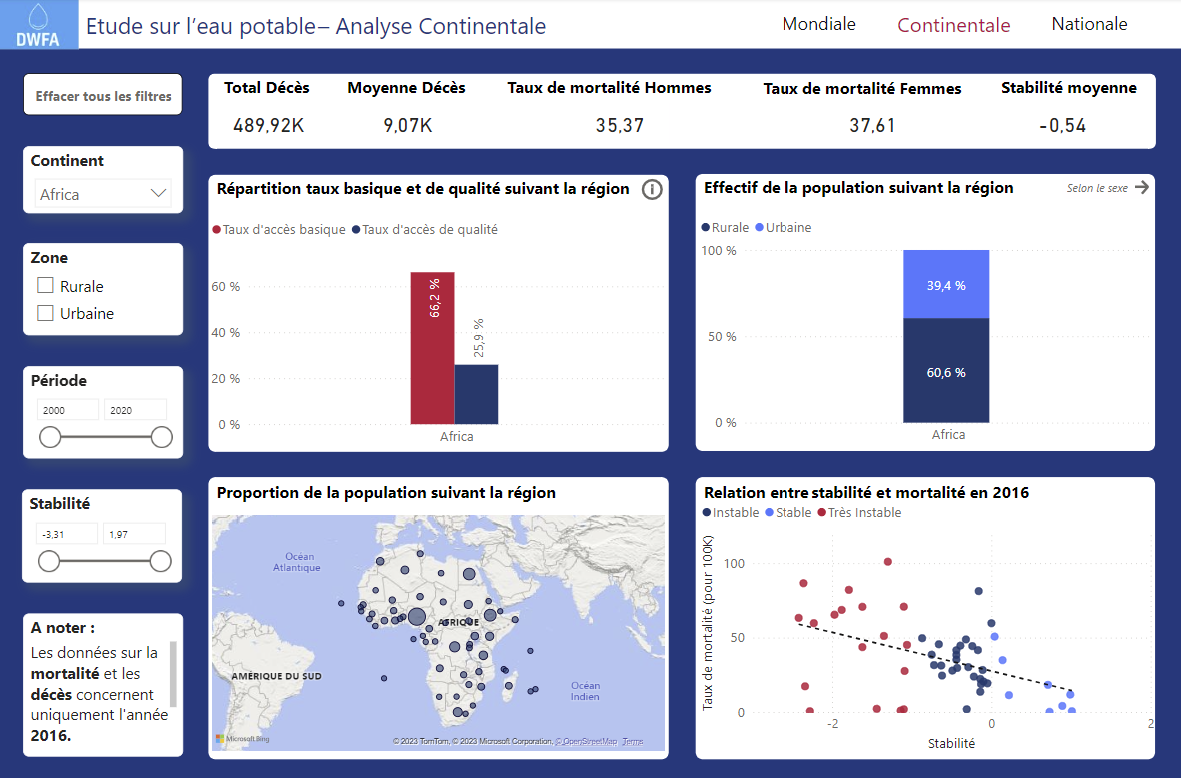 DWFA
Etude sur l'eau potable– Analyse Continentale
Mondiale
Continentale
Nationale
Effacer tous les filtres
Continent
Africa
Zone
Rurale
Urbaine
Période
2000
2020
Stabilité
-3,31
1,97
A noter :
Les données sur la
mortalité et les
décès concernent
uniquement l'année
2016.
Total Décès
489,92K
Moyenne Décès
9,07K
Taux de mortalité Hommes
35,37
Taux de mortalité Femmes
37,61
Stabilité moyenne
-0,54
Répartition taux basique et de qualité suivant la région
Taux d'accès basique
Taux d'accès de qualité
60 %
40 %
20 %
0 %
66,2 %
25,9 %
Africa
Effectif de la population suivant la région
Selon le sexe
Rurale
Urbaine
100 %
50 %
0 %
39,4 %
60,6 %
Africa
Proportion de la population suivant la région
Océan
Atlantique
AFRIQUE
AMÉRIQUE DU SUD
Océan
Indien
Microsoft Bing
© 2023 TomTom, © 2023 Microsoft Corporation, © OpenStreetMap Terms
Relation entre stabilité et mortalité en 2016
Instable
Stable
Très Instable
Taux de mortalité (pour 100K)
100
50
0
-2
0
2
Stabilité